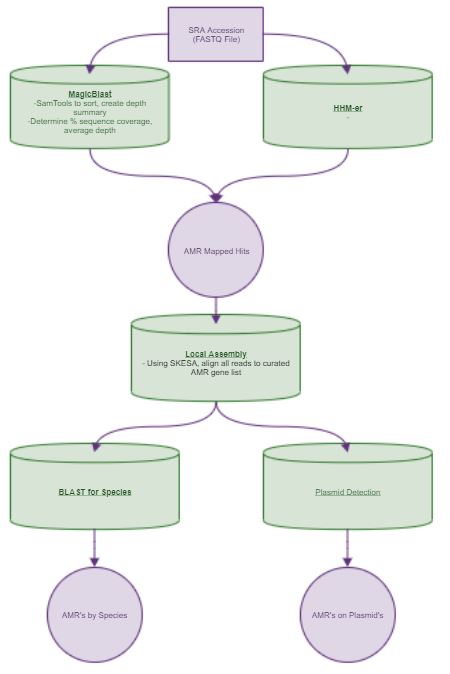 SRA Accession
(FASTQ File)
MagicBlast
-SamTools to sort, create depth
summary
-Determine % sequence coverage,
average depth
HHM-er
-
AMR Mapped Hits
Local Assembly
- Using SKESA, align all reads to curated
AMR gene list
BLAST for Species
Plasmid Detection
AMR's by Species
AMR's on Plasmid's